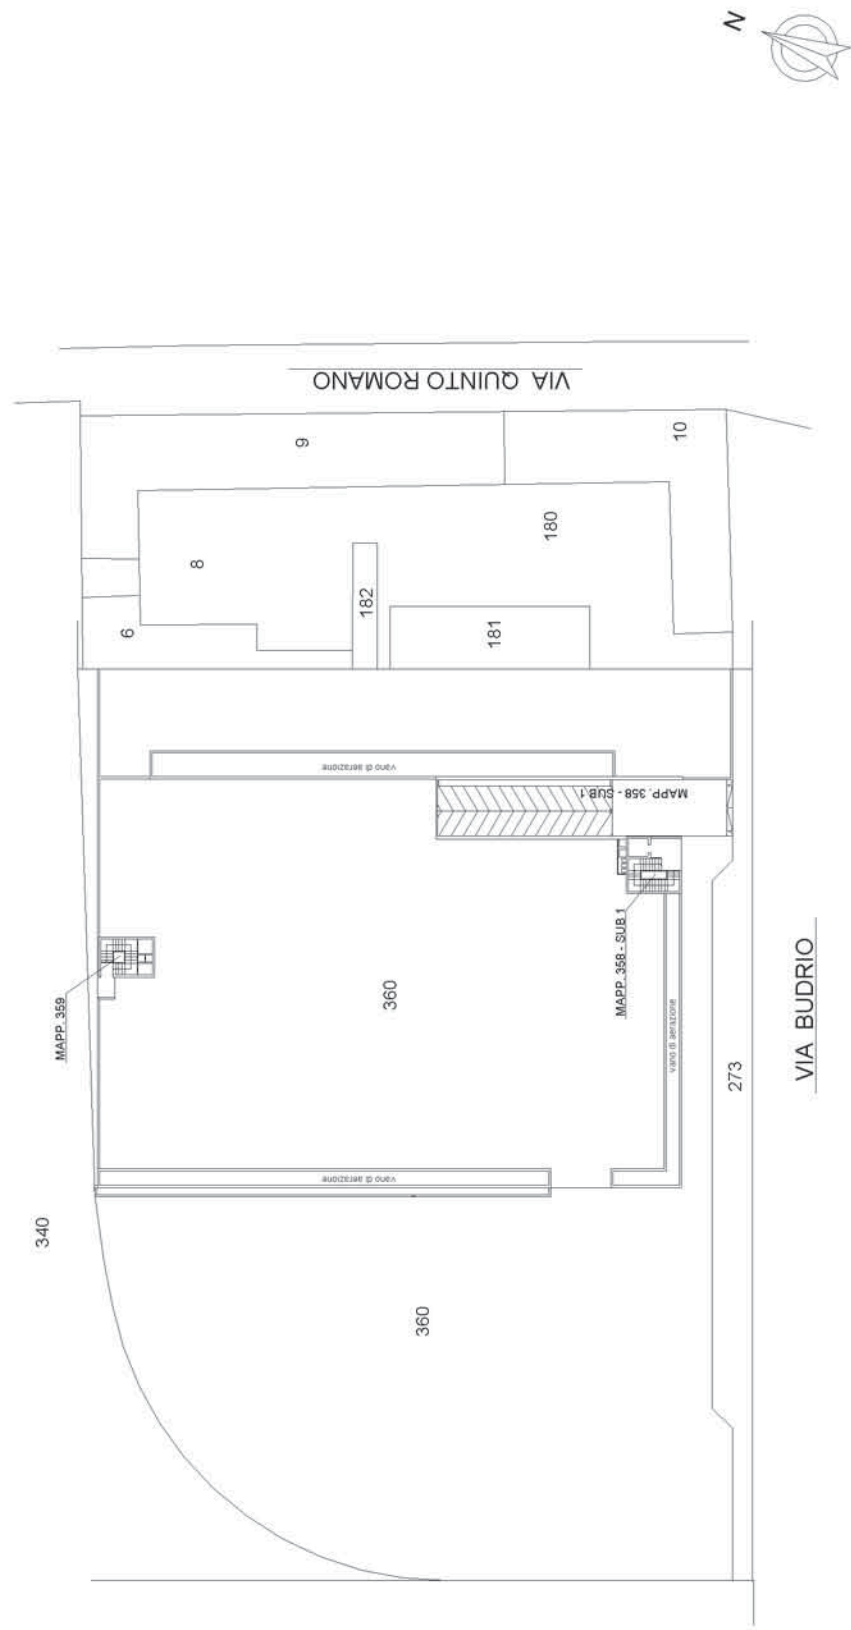 N
VIA QUINTO ROMANO
9
10
8
180
182
6
181
vano di aerazione
MAPP. 358 - SUB 1
MAPP. 358 - SUB 1
MAPP. 359
360
vano di aerazione
273
VIA BUDRIO
vano di aerazione
340
360